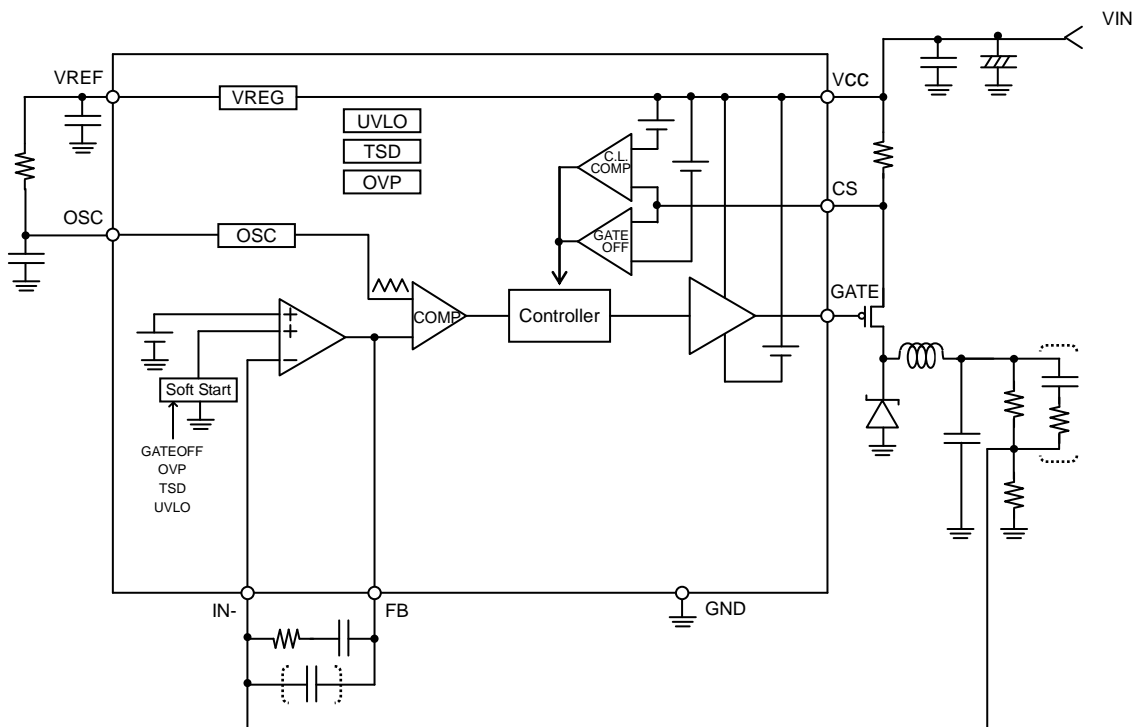 VIN
VREF
VREG
VCC
UVLO
TSD
OVP
C.L.
COMP
CS
OSC
OSC
GATE
OFF
GATE
COMP
Controller
Soft Start
GATEOFF
OVP
TSD
UVLO
IN-
FB
GND